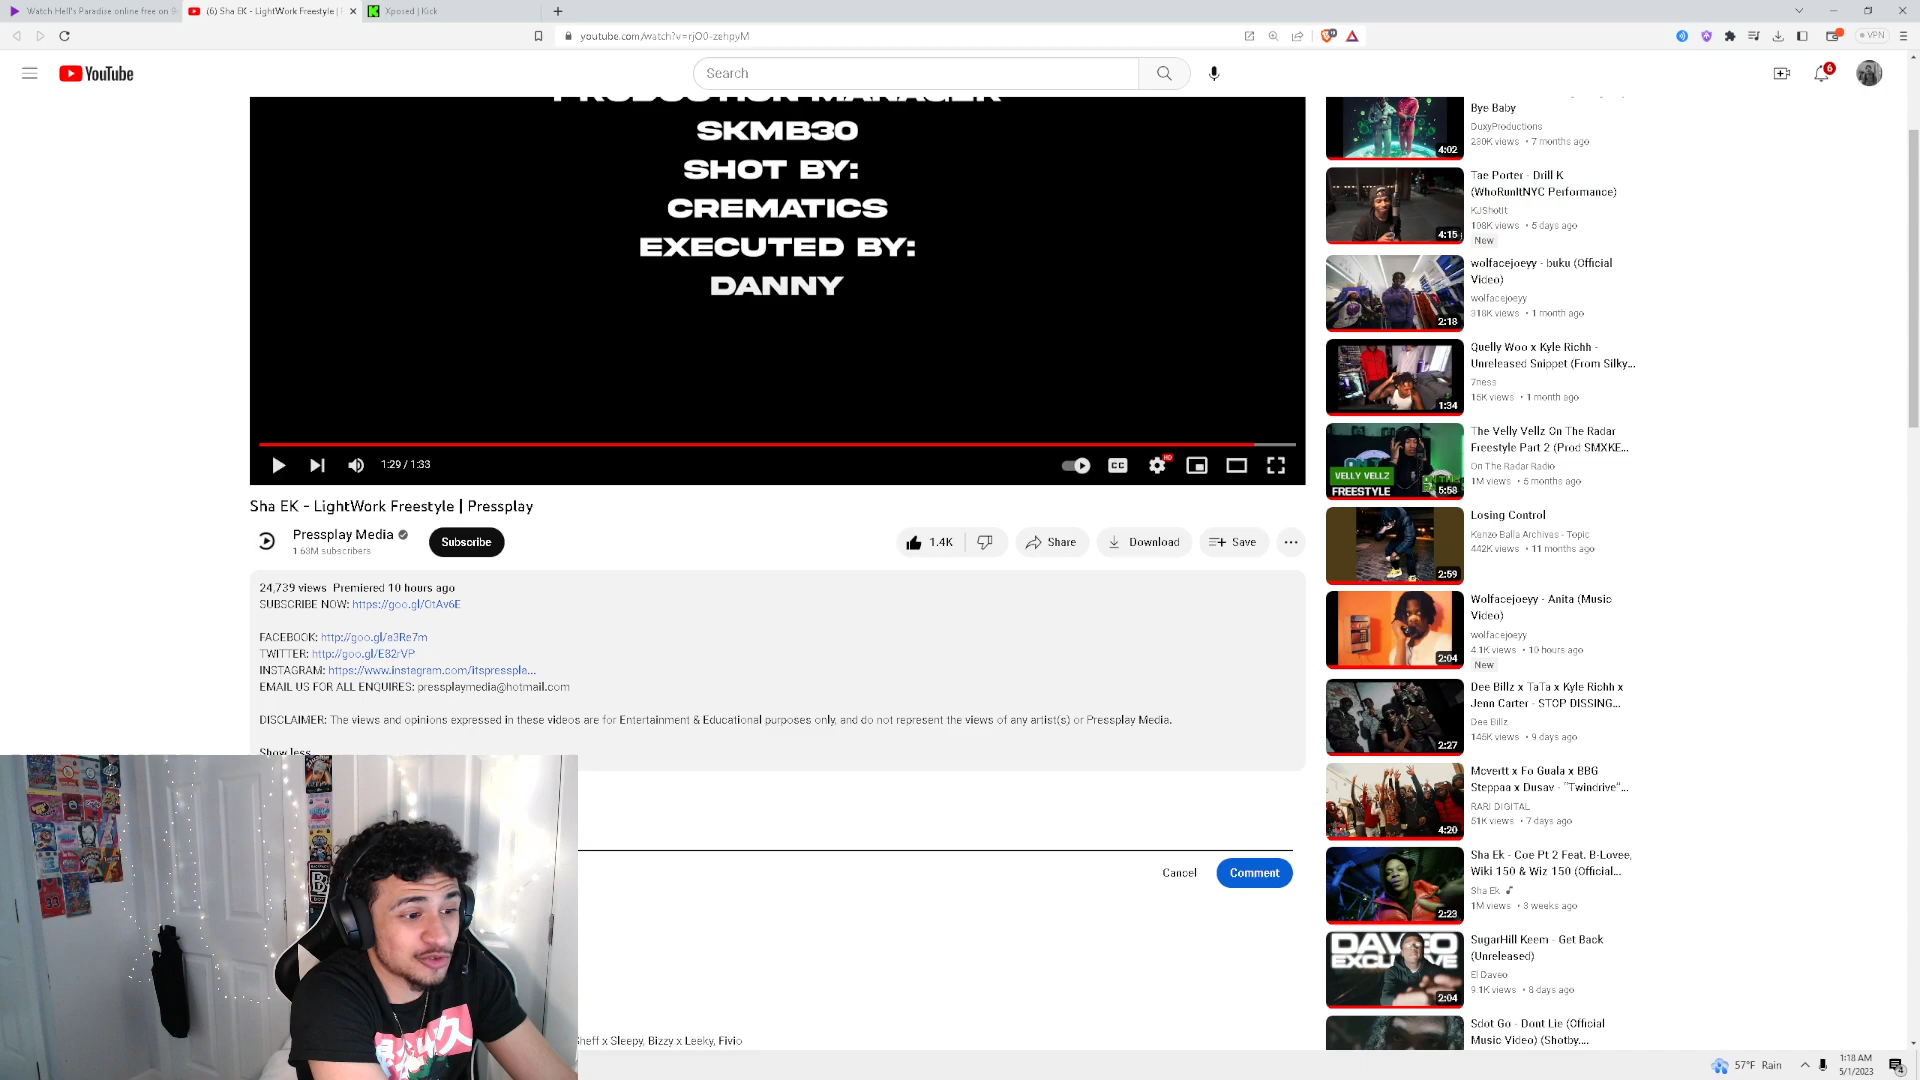 Watch Hell's Paradise online free on 9
(6) Sha EK - LightWork Freestyle |
Xposed | Kick
youtube.com/watch?v=rjO0-zehpyM
VPN
YouTube
Search
6
PRODUCTION MANAGER
SKMB30
SHOT BY:
CREMATICS
EXECUTED BY:
DANNY
1:29 / 1:33
CC
HD
Sha EK - LightWork Freestyle | Pressplay
Pressplay Media
1.63M subscribers
Subscribe
1.4K
Share
Download
Save
24,739 views Premiered 10 hours ago
SUBSCRIBE NOW: https://goo.gl/OtAv6E
FACEBOOK: http://goo.gl/a3Re7m
TWITTER: http://goo.gl/E82rVP
INSTAGRAM: https://www.instagram.com/itspresspla...
EMAIL US FOR ALL ENQUIRES: pressplaymedia@hotmail.com
DISCLAIMER: The views and opinions expressed in these videos are for Entertainment & Educational purposes only, and do not represent the views of any artist(s) or Pressplay Media.
Show less
Cancel
Comment
Sheff x Sleepy, Bizzy x Leeky, Fivio
Bye Baby
DuxyProductions
230K views • 7 months ago
4:02
Tae Porter - Drill K
(WhoRunItNYC Performance)
KJShotIt
108K views • 5 days ago
New
4:15
wolfacejoeyy - buku (Official
Video)
wolfacejoeyy
318K views • 1 month ago
2:18
Quelly Woo x Kyle Richh -
Unreleased Snippet (From Silky...
7ness
15K views • 1 month ago
1:34
The Velly Vellz On The Radar
Freestyle Part 2 (Prod SMXKE...
On The Radar Radio
1M views • 5 months ago
VELLY VELLZ
FREESTYLE
5:58
Losing Control
Kenzo Balla Archives - Topic
442K views • 11 months ago
2:59
Wolfacejoeyy - Anita (Music
Video)
wolfacejoeyy
4.1K views • 10 hours ago
New
2:04
Dee Billz x TaTa x Kyle Richh x
Jenn Carter - STOP DISSING...
Dee Billz
145K views • 9 days ago
2:27
Mcvertt x Fo Guala x BBG
Steppaa x Dusav - "Twindrive"...
RARI DIGITAL
51K views • 7 days ago
4:20
Sha Ek - Coe Pt 2 Feat. B-Lovee,
Wiki 150 & Wiz 150 (Official...
Sha Ek
1M views • 3 weeks ago
2:23
SugarHill Keem - Get Back
(Unreleased)
El Daveo
9.1K views • 8 days ago
DAVEO
EXCLUSIVE
2:04
Sdot Go - Dont Lie (Official
Music Video) (Shotby....
57°F Rain
1:18 AM
5/1/2023
4